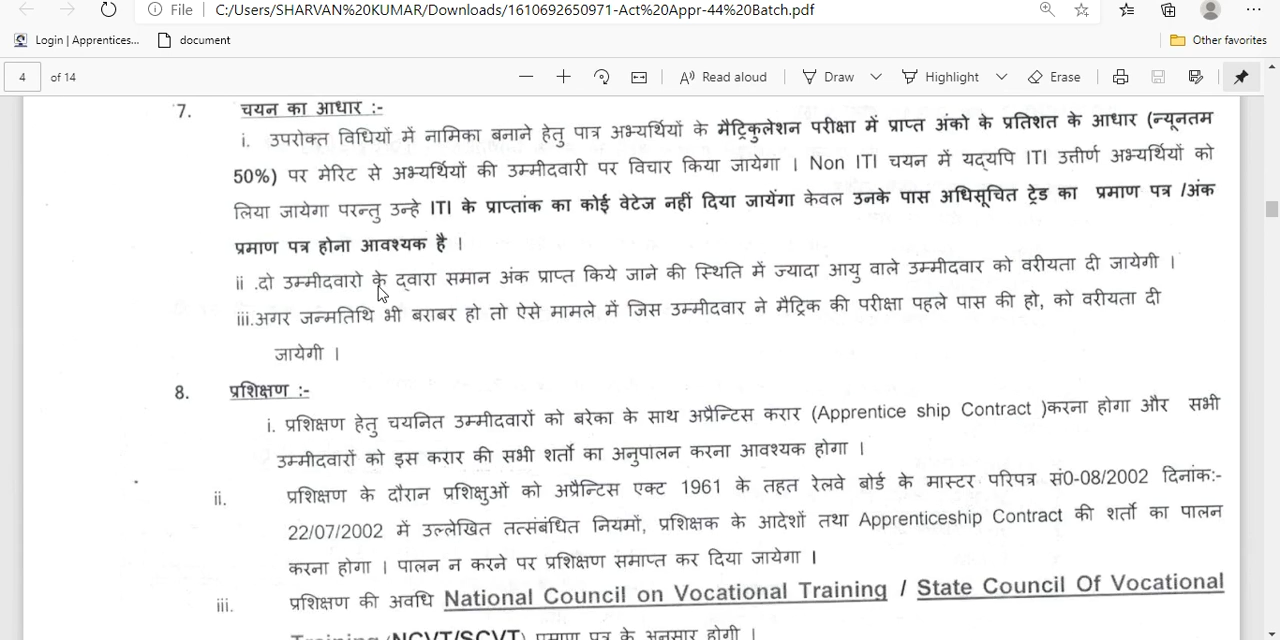 File C:/Users/SHARVAN%20KUMAR/Downloads/1610692650971-Act%20Appr-44%20Batch.pdf
Login | Apprentices... document Other favorites
4 of 14 Read aloud Draw Highlight Erase
7. चयन का आधार :-
i. उपरोक्त विधियों में नामिका बनाने हेतु पात्र अभ्यर्थियों के मैट्रिकुलेशन परीक्षा में प्राप्त अंको के प्रतिशत के आधार (न्यूनतम
50%) पर मेरिट से अभ्यर्थियों की उम्मीदवारी पर विचार किया जायेगा । Non ITI चयन में यद्यपि ITI उत्तीर्ण अभ्यर्थियों को
लिया जायेगा परन्तु उन्हे ITI के प्राप्तांक का कोई वेटेज नहीं दिया जायेंगा केवल उनके पास अधिसूचित ट्रेड का प्रमाण पत्र /अंक
प्रमाण पत्र होना आवश्यक है ।
ii .दो उम्मीदवारो के द्वारा समान अंक प्राप्त किये जाने की स्थिति में ज्यादा आयु वाले उम्मीदवार को वरीयता दी जायेगी ।
iii.अगर जन्मतिथि भी बराबर हो तो ऐसे मामले में जिस उम्मीदवार ने मैट्रिक की परीक्षा पहले पास की हो, को वरीयता दी
जायेगी ।
8. प्रशिक्षण :-
i. प्रशिक्षण हेतु चयनित उम्मीदवारों को बरेका के साथ अप्रैन्टिस करार (Apprentice ship Contract )करना होगा और सभी
उम्मीदवारों को इस करार की सभी शर्तो का अनुपालन करना आवश्यक होगा ।
ii. प्रशिक्षण के दौरान प्रशिक्षुओं को अप्रैन्टिस एक्ट 1961 के तहत रेलवे बोर्ड के मास्टर परिपत्र सं0-08/2002 दिनांक:-
22/07/2002 में उल्लेखित तत्संबंधित नियमों, प्रशिक्षक के आदेशों तथा Apprenticeship Contract की शर्तो का पालन
करना होगा । पालन न करने पर प्रशिक्षण समाप्त कर दिया जायेगा ।
iii. प्रशिक्षण की अवधि National Council on Vocational Training / State Council Of Vocational
Training (NCVT/SCVT) प्रमाण पत्र के अनुसार होगी ।